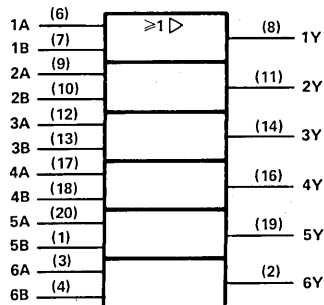 1A (6) ≥1 ▷ (8) 1Y
1B (7)
2A (9) (11) 2Y
2B (10)
3A (12) (14) 3Y
3B (13)
4A (17) (16) 4Y
4B (18)
5A (20) (19) 5Y
5B (1)
6A (3) (2) 6Y
6B (4)